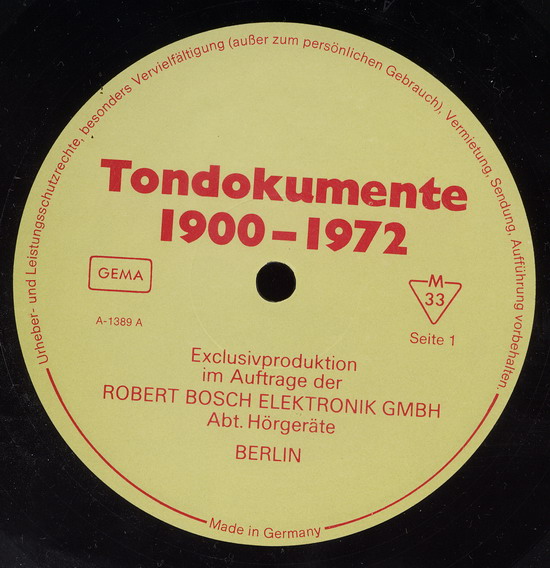 Urheber- und Leistungsschutzrechte, besonders Vervielfältigung (außer zum persönlichen Gebrauch), Vermietung, Sendung, Aufführung vorbehalten.
Tondokumente
1900–1972
GEMA
M
33
A-1389 A
Seite 1
Exclusivproduktion
im Auftrage der
ROBERT BOSCH ELEKTRONIK GMBH
Abt. Hörgeräte
BERLIN
Made in Germany